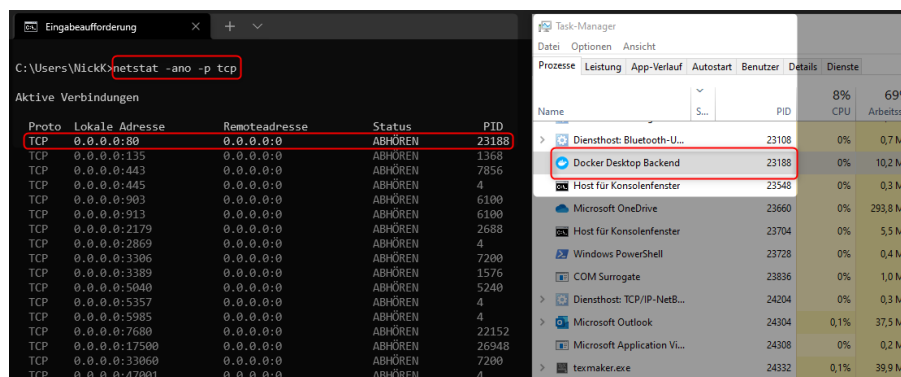 Eingabeaufforderung
C:\Users\NickK>netstat -ano -p tcp
Aktive Verbindungen
Proto Lokale Adresse Remoteadresse Status PID
TCP 0.0.0.0:80 0.0.0.0:0 ABHÖREN 23188
TCP 0.0.0.0:135 0.0.0.0:0 ABHÖREN 1368
TCP 0.0.0.0:443 0.0.0.0:0 ABHÖREN 7856
TCP 0.0.0.0:445 0.0.0.0:0 ABHÖREN 4
TCP 0.0.0.0:903 0.0.0.0:0 ABHÖREN 6100
TCP 0.0.0.0:913 0.0.0.0:0 ABHÖREN 6100
TCP 0.0.0.0:2179 0.0.0.0:0 ABHÖREN 2688
TCP 0.0.0.0:2869 0.0.0.0:0 ABHÖREN 4
TCP 0.0.0.0:3306 0.0.0.0:0 ABHÖREN 7200
TCP 0.0.0.0:3389 0.0.0.0:0 ABHÖREN 1576
TCP 0.0.0.0:5040 0.0.0.0:0 ABHÖREN 5240
TCP 0.0.0.0:5357 0.0.0.0:0 ABHÖREN 4
TCP 0.0.0.0:5985 0.0.0.0:0 ABHÖREN 4
TCP 0.0.0.0:7680 0.0.0.0:0 ABHÖREN 22152
TCP 0.0.0.0:17500 0.0.0.0:0 ABHÖREN 26948
TCP 0.0.0.0:33060 0.0.0.0:0 ABHÖREN 7200
TCP 0.0.0.0:47001 0.0.0.0:0 ABHÖREN 4
Task-Manager
Datei Optionen Ansicht
Prozesse Leistung App-Verlauf Autostart Benutzer Details Dienste
8% 69%
Name S... PID CPU Arbeitss
Diensthost: Bluetooth-U... 23108 0% 0,7 M
Docker Desktop Backend 23188 0% 10,2 M
Host für Konsolenfenster 23548 0% 0,3 M
Microsoft OneDrive 23660 0% 293,8 M
Host für Konsolenfenster 23704 0% 5,5 M
Windows PowerShell 23728 0% 0,4 M
COM Surrogate 23836 0% 1,0 M
Diensthost: TCP/IP-NetB... 24204 0% 0,3 M
Microsoft Outlook 24304 0,1% 37,5 M
Microsoft Application Vi... 24308 0% 0,2 M
texmaker.exe 24332 0,1% 39,9 M